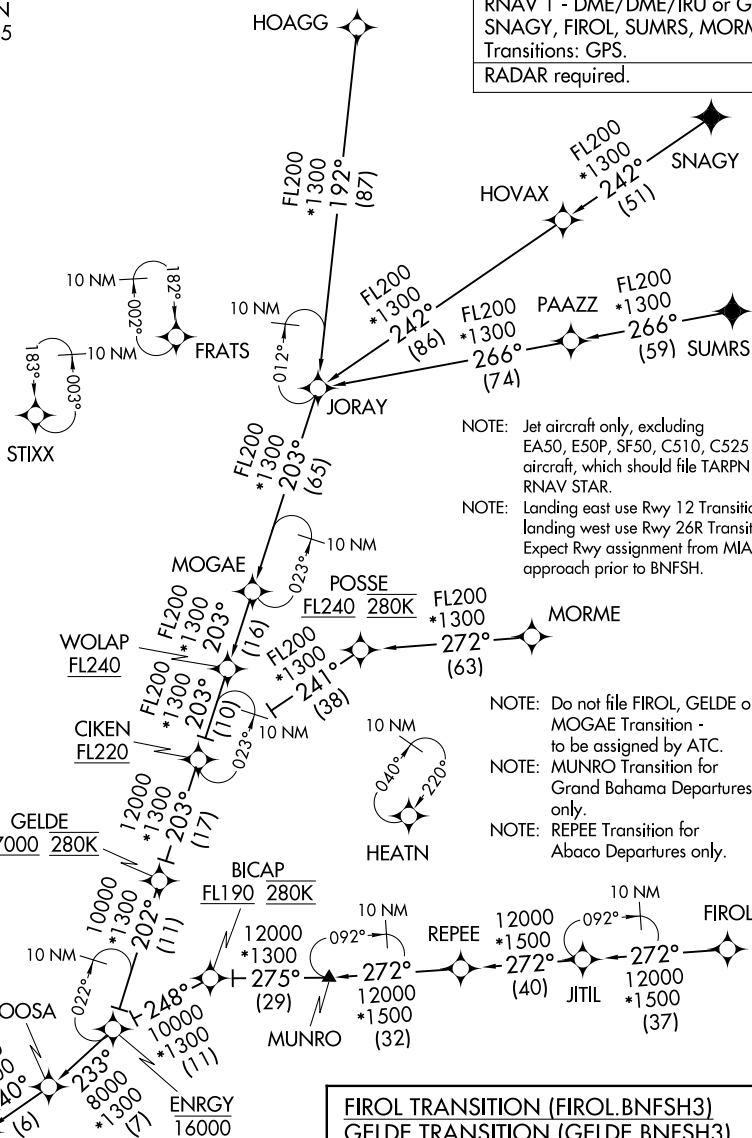 N
5
HOAGG
RNAV 1 - DME/DME/IRU or G
SNAGY, FIROL, SUMRS, MORM
Transitions: GPS.
RADAR required.
FL200
*1300
192°
(87)
FL200
*1300
242°
(51)
SNAGY
HOVAX
FL200
*1300
242°
(86)
FL200
*1300
266°
(74)
PAAZZ
FL200
*1300
266°
(59)
SUMRS
10 NM
182°
002°
FRATS
10 NM
183°
003°
STIXX
10 NM
012°
JORAY
NOTE: Jet aircraft only, excluding
EA50, E50P, SF50, C510, C525
aircraft, which should file TARPN
RNAV STAR.
NOTE: Landing east use Rwy 12 Transitio
landing west use Rwy 26R Transit
Expect Rwy assignment from MIA
approach prior to BNFSH.
FL200
*1300
203°
(65)
10 NM
023°
MOGAE
FL200
*1300
203°
(16)
POSSE
FL240 280K
FL200
*1300
272°
(63)
MORME
WOLAP
FL240
FL200
*1300
203°
(10)
FL200
*1300
241°
(38)
10 NM
023°
CIKEN
FL220
NOTE: Do not file FIROL, GELDE o
MOGAE Transition -
to be assigned by ATC.
NOTE: MUNRO Transition for
Grand Bahama Departures
only.
NOTE: REPEE Transition for
Abaco Departures only.
10 NM
040°
220°
HEATN
12000
*1300
203°
(17)
GELDE
7000 280K
10000
*1300
202°
(11)
BICAP
FL190 280K
12000
*1300
275°
(29)
10 NM
092°
MUNRO
272°
12000
*1500
(32)
REPEE
12000
*1500
272°
(40)
10 NM
092°
JITIL
272°
12000
*1500
(37)
FIROL
10 NM
022°
248°
10000
*1300
(11)
OOSA
233°
8000
*1300
(7)
ENRGY
16000
40°
(6)
FIROL TRANSITION (FIROL.BNFSH3)
GELDE TRANSITION (GELDE.BNFSH3)